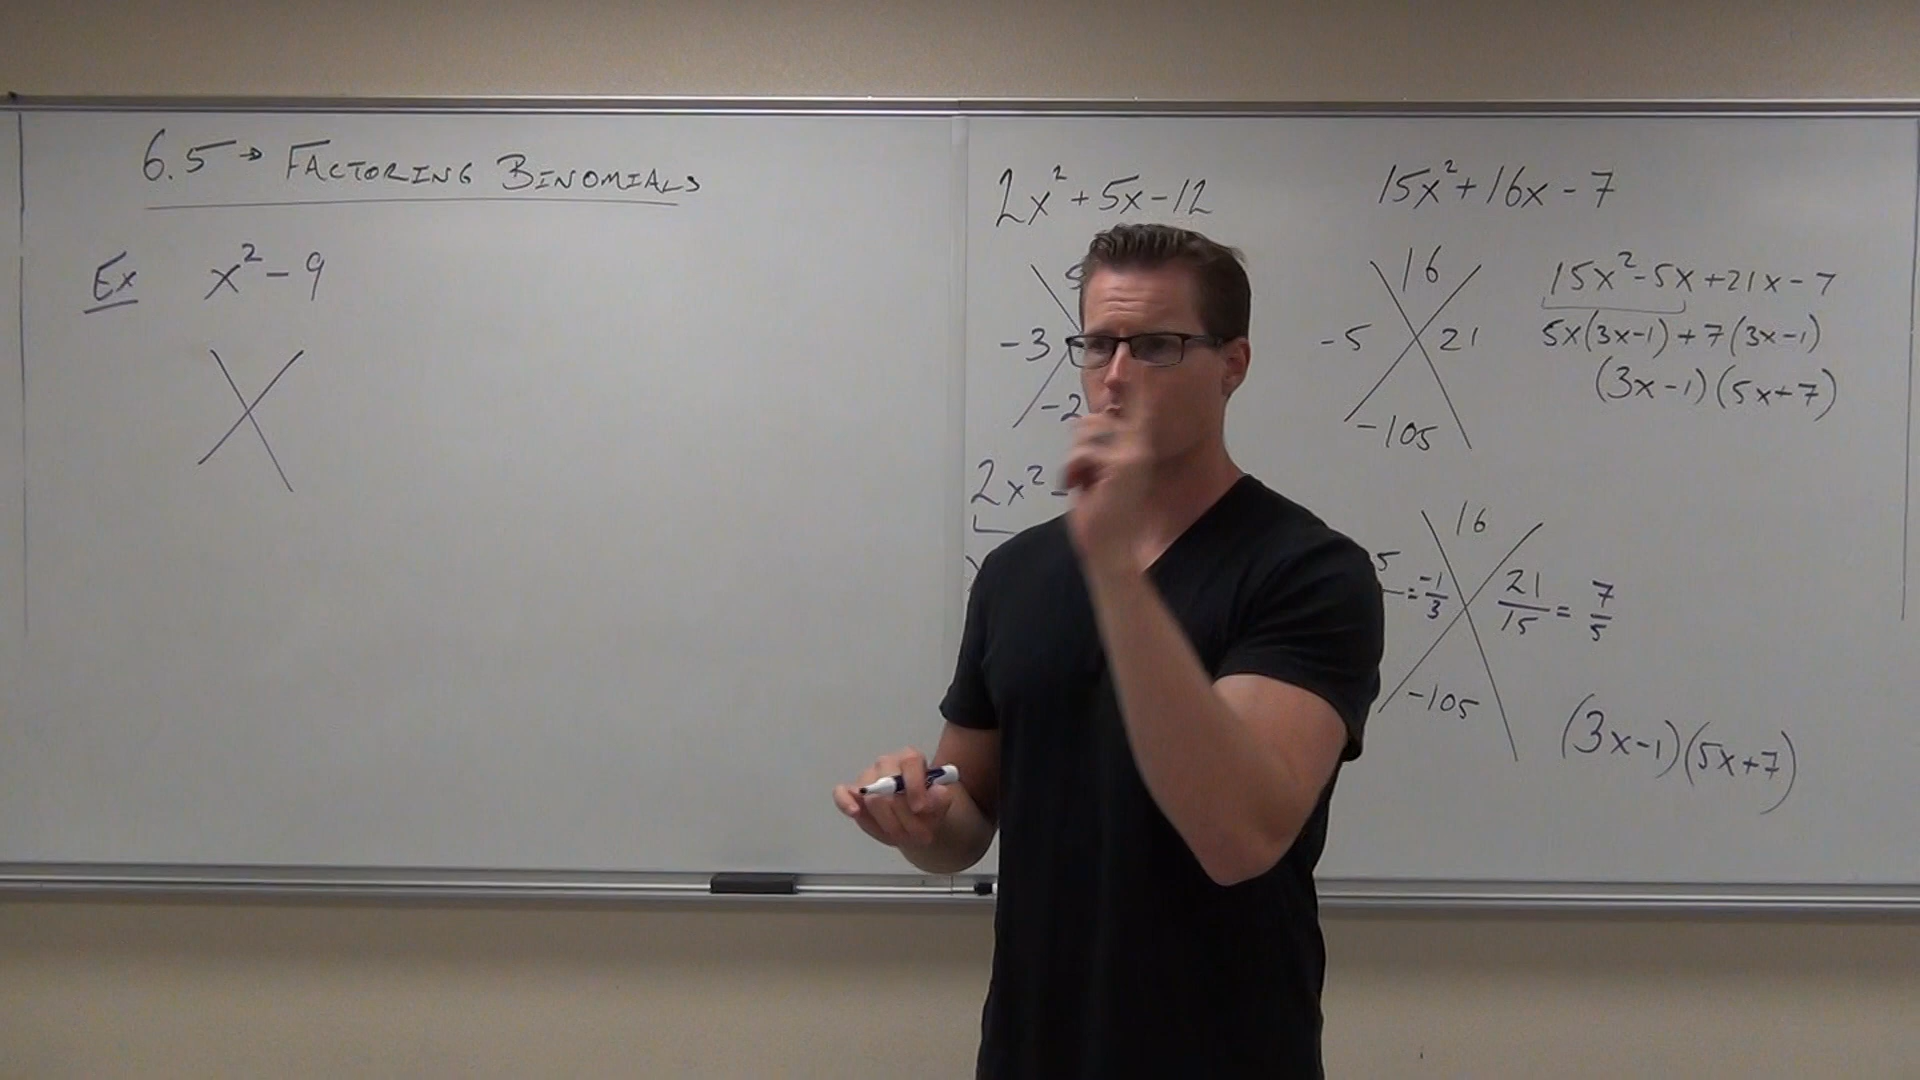 6.5 → FACTORING BINOMIALS
Ex x² - 9
2x² + 5x - 12
-3
-2
2x² -
15x² + 16x - 7
16
-5 21
-105
15x² - 5x + 21x - 7
5x(3x-1) + 7(3x-1)
(3x-1)(5x+7)
16
5
= -1/3 21/15 = 7/5
-105
(3x-1)(5x+7)